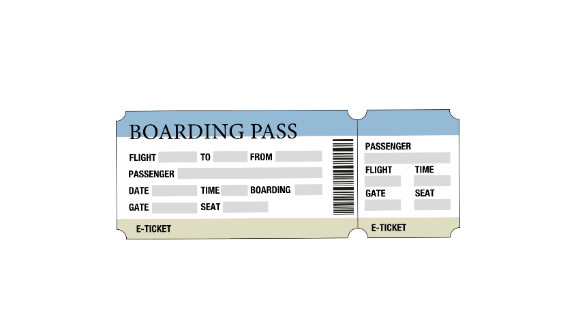 BOARDING PASS
FLIGHT TO FROM
PASSENGER
DATE TIME BOARDING
GATE SEAT
E-TICKET
PASSENGER
FLIGHT TIME
GATE SEAT
E-TICKET